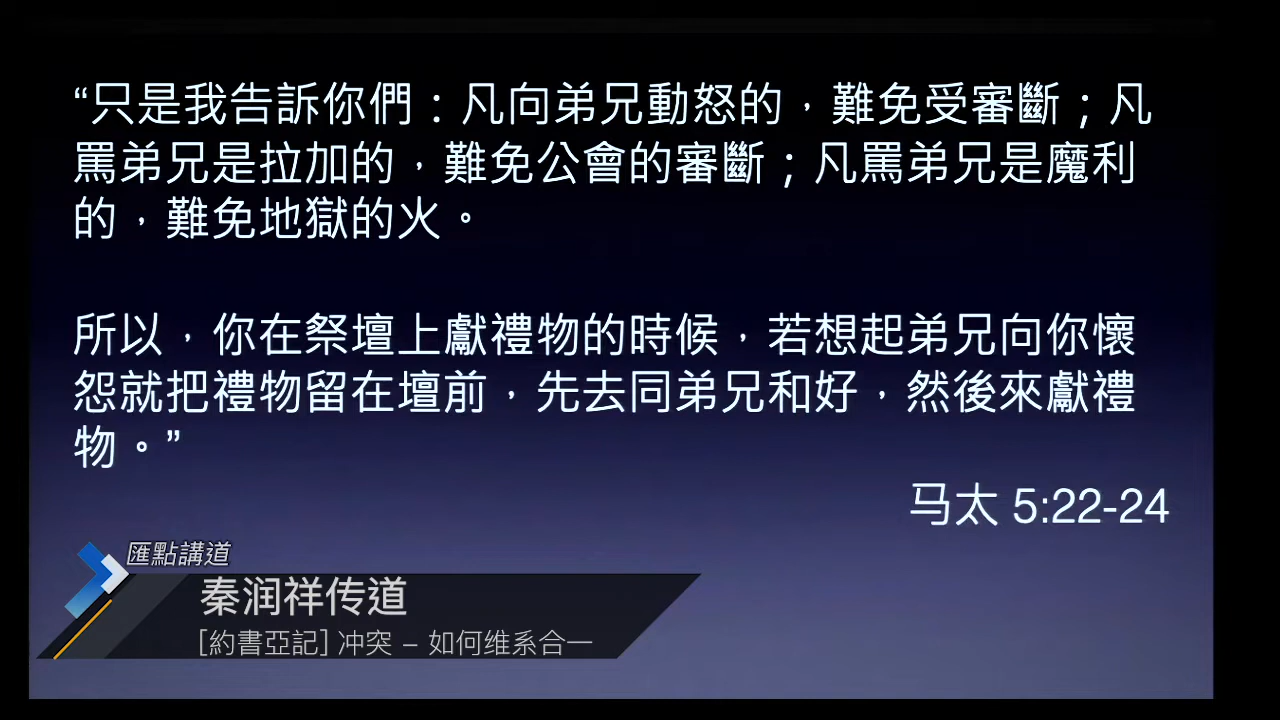 “只是我告訴你們：凡向弟兄動怒的，難免受審斷；凡
罵弟兄是拉加的，難免公會的審斷；凡罵弟兄是魔利
的，難免地獄的火。
所以，你在祭壇上獻禮物的時候，若想起弟兄向你懷
怨就把禮物留在壇前，先去同弟兄和好，然後來獻禮
物。”
马太 5:22-24
匯點講道
秦润祥传道
[約書亞記] 冲突 – 如何维系合一